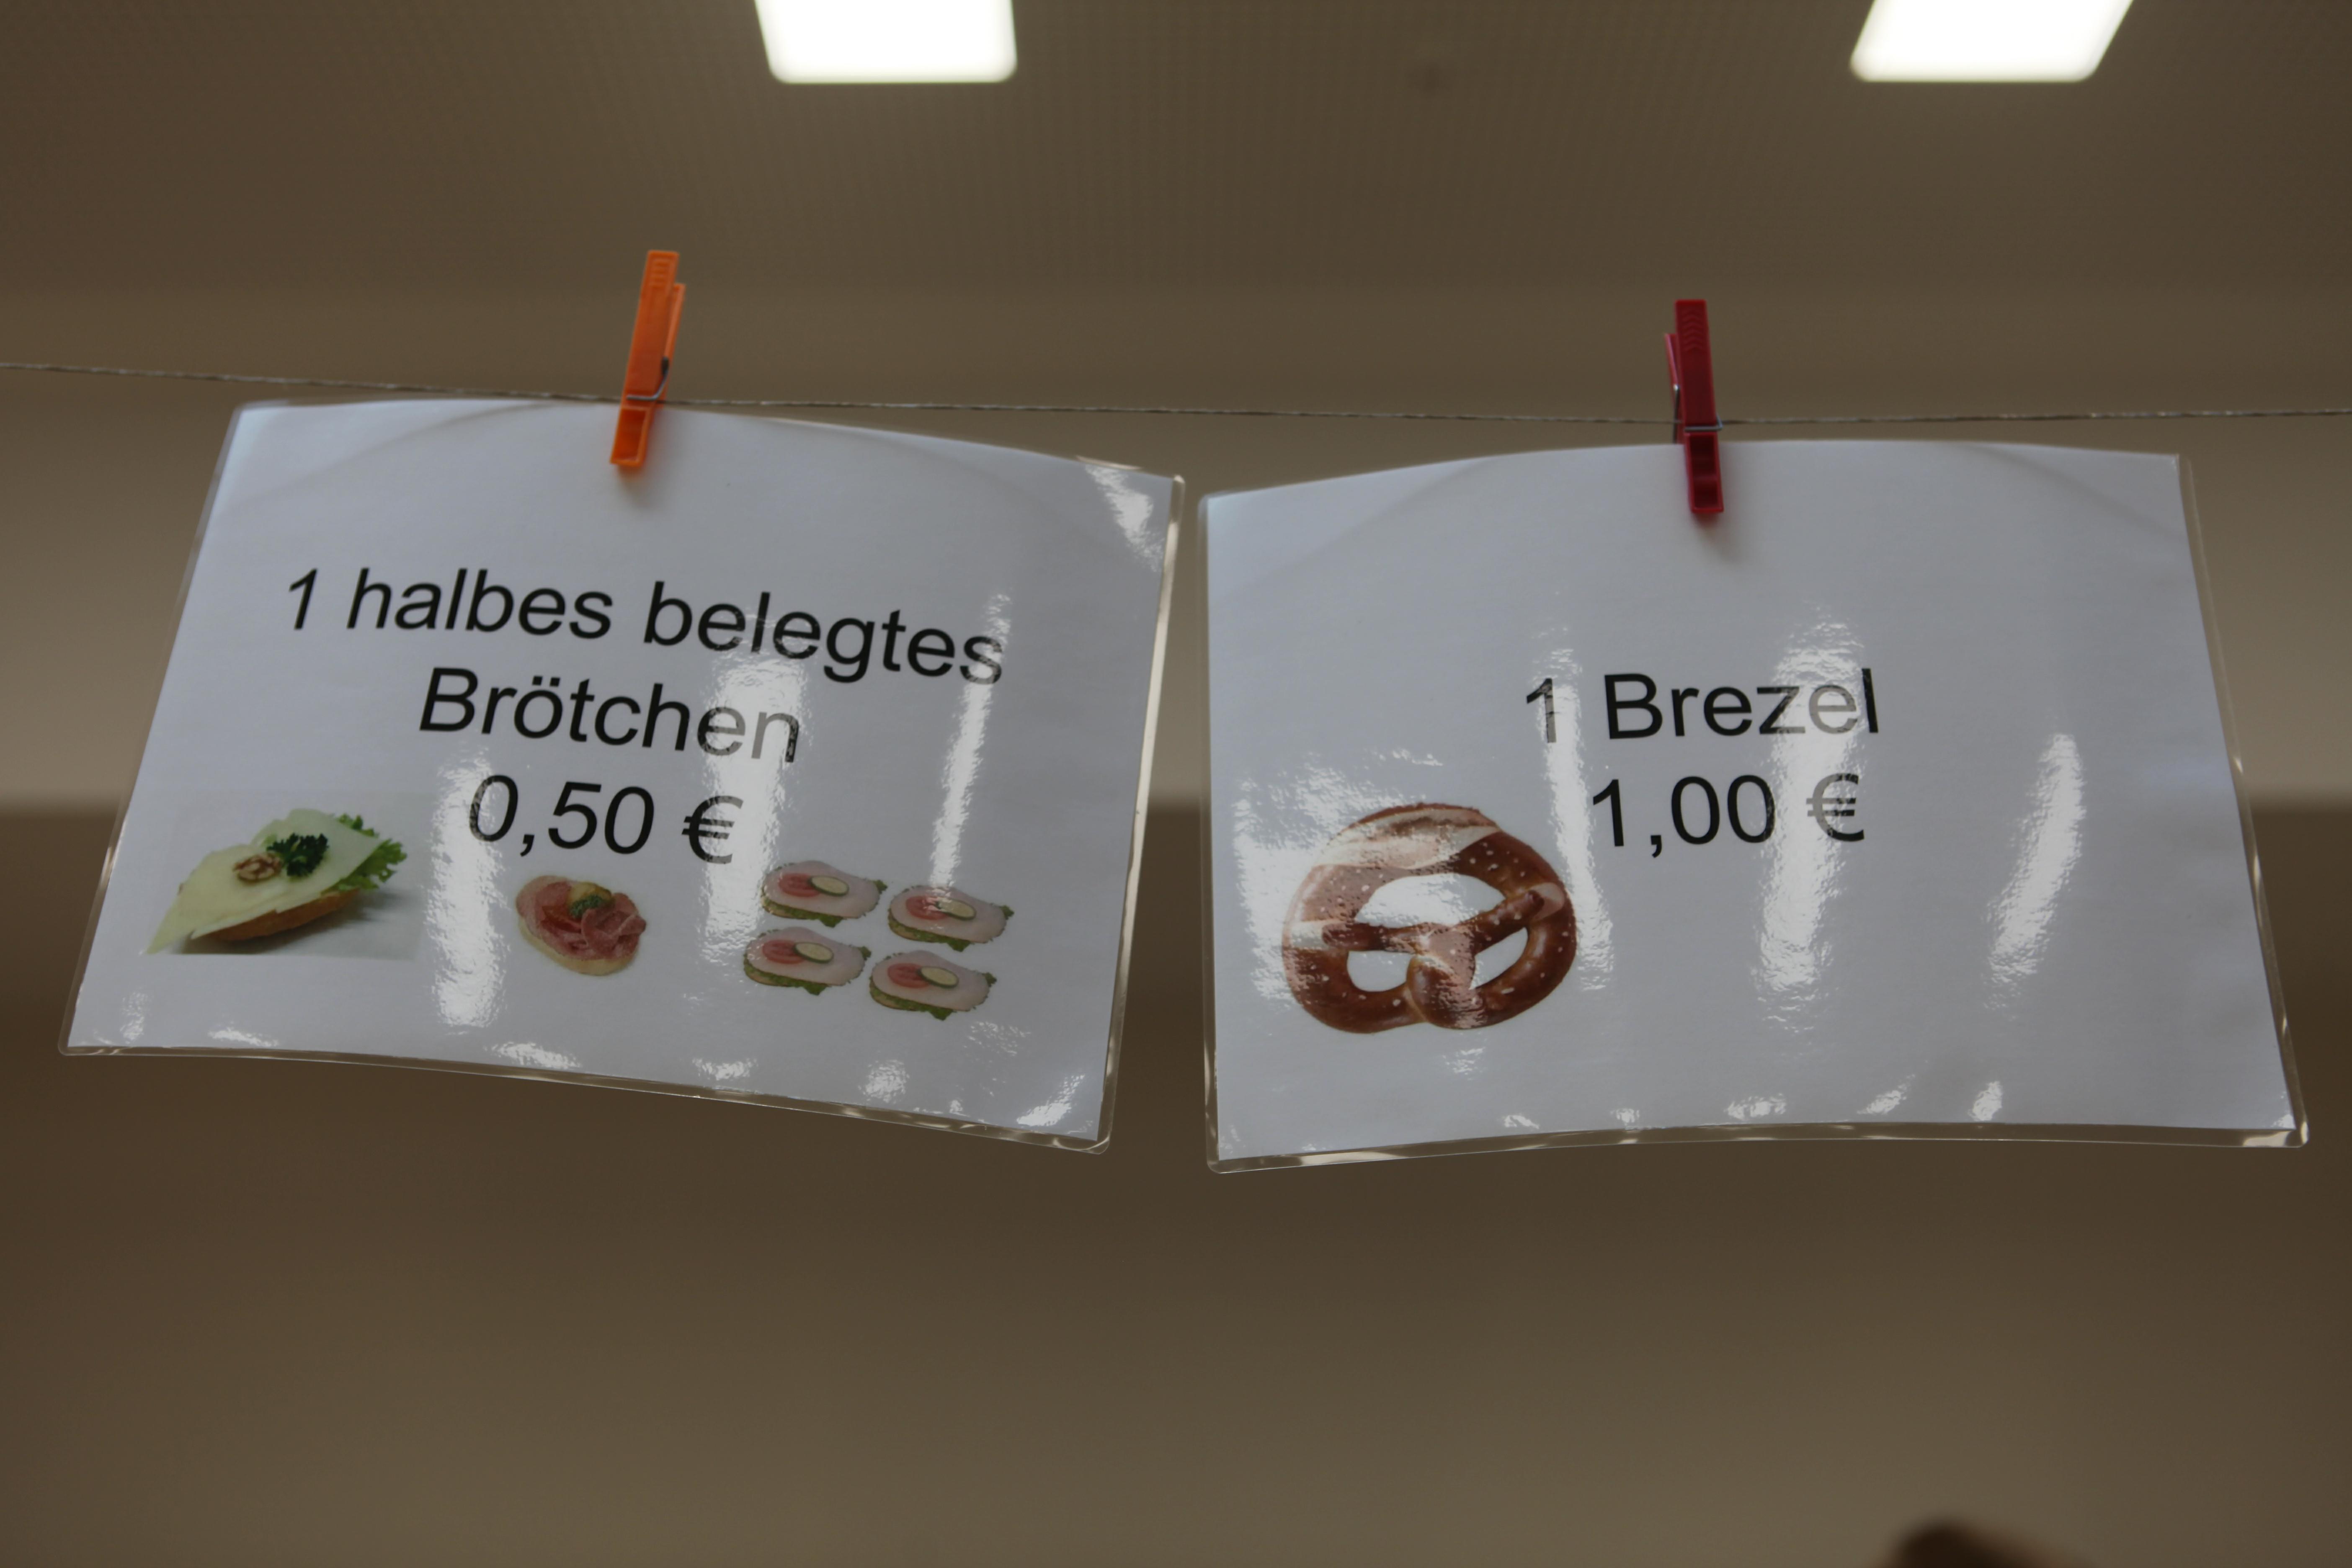 1 halbes belegtes
Brötchen
0,50 €
1 Brezel
1,00 €